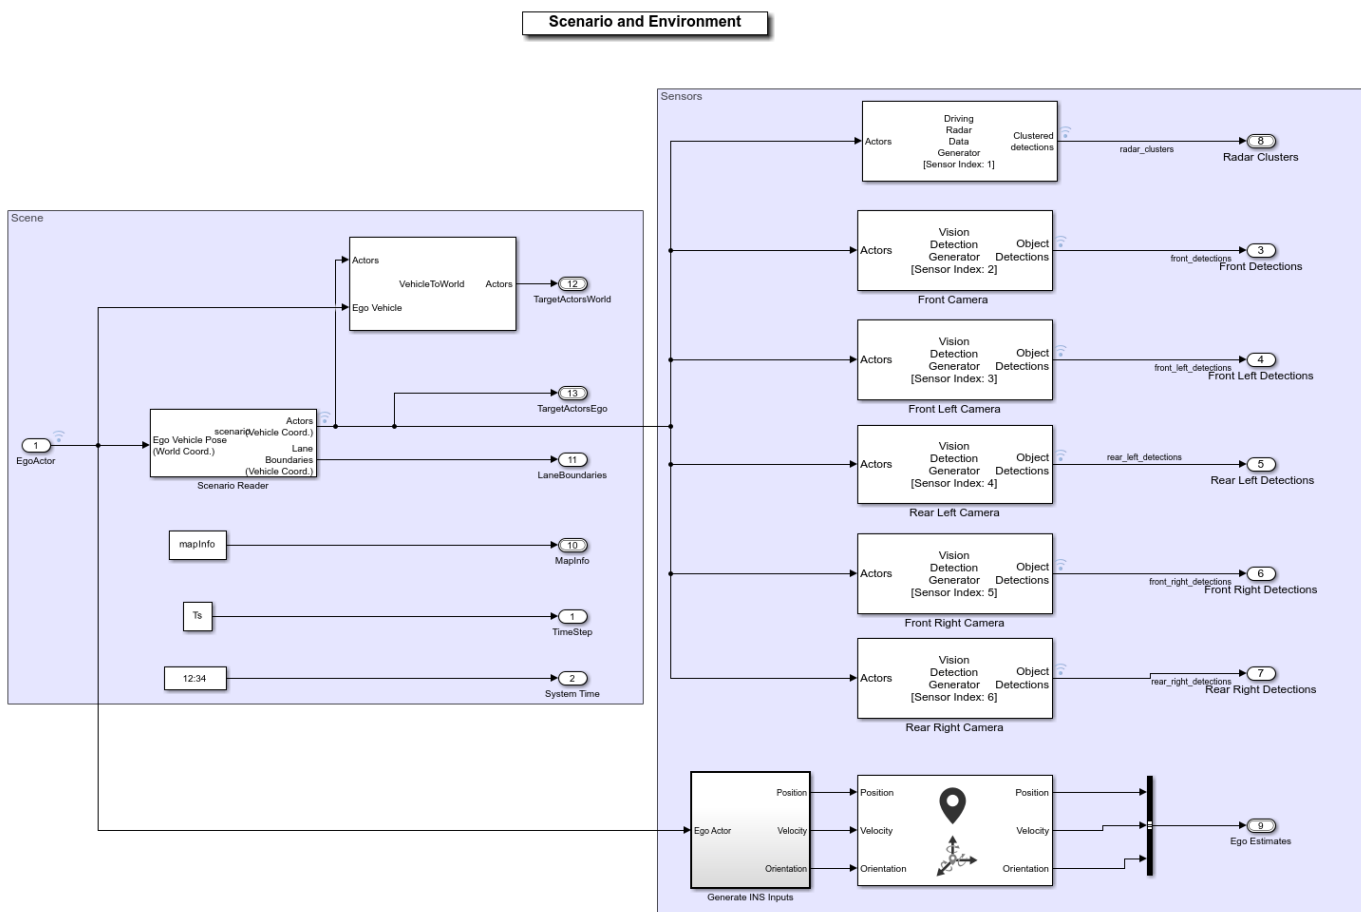 Scenario and Environment
Scene
Actors
VehicleToWorld
Actors
Ego Vehicle
12
TargetActorsWorld
13
TargetActorsEgo
1
EgoActor
Ego Vehicle Pose
(World Coord.)
scenario
Actors
(Vehicle Coord.)
Lane
Boundaries
(Vehicle Coord.)
Scenario Reader
11
LaneBoundaries
mapInfo
10
MapInfo
Ts
1
TimeStep
12:34
2
System Time
Sensors
Actors
Driving
Radar
Data
Generator
[Sensor Index: 1]
Clustered
detections
radar_clusters
8
Radar Clusters
Actors
Vision
Detection
Generator
[Sensor Index: 2]
Object
Detections
Front Camera
front_detections
3
Front Detections
Actors
Vision
Detection
Generator
[Sensor Index: 3]
Object
Detections
Front Left Camera
front_left_detections
4
Front Left Detections
Actors
Vision
Detection
Generator
[Sensor Index: 4]
Object
Detections
Rear Left Camera
rear_left_detections
5
Rear Left Detections
Actors
Vision
Detection
Generator
[Sensor Index: 5]
Object
Detections
Front Right Camera
front_right_detections
6
Front Right Detections
Actors
Vision
Detection
Generator
[Sensor Index: 6]
Object
Detections
Rear Right Camera
rear_right_detections
7
Rear Right Detections
Ego Actor
Position
Velocity
Orientation
Generate INS Inputs
Position
Velocity
Orientation
Position
Velocity
Orientation
9
Ego Estimates